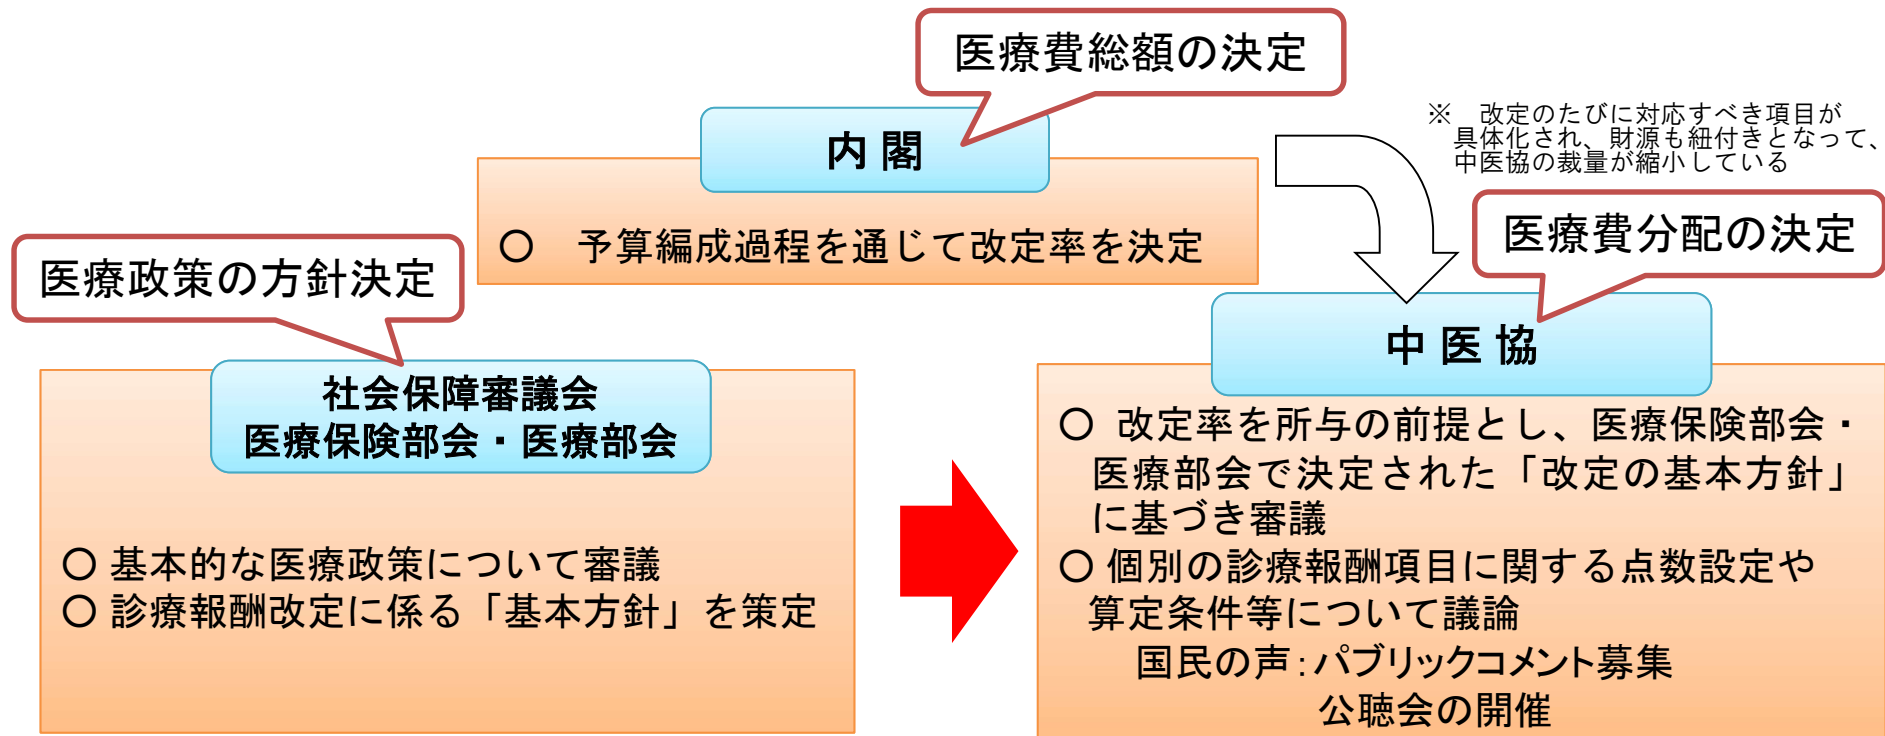 医療費総額の決定
内閣
○ 予算編成過程を通じて改定率を決定
※ 改定のたびに対応すべき項目が
具体化され、財源も紐付きとなって、
中医協の裁量が縮小している
医療政策の方針決定
社会保障審議会
医療保険部会・医療部会
○ 基本的な医療政策について審議
○ 診療報酬改定に係る「基本方針」を策定
医療費分配の決定
中医協
○ 改定率を所与の前提とし、医療保険部会・
医療部会で決定された「改定の基本方針」
に基づき審議
○ 個別の診療報酬項目に関する点数設定や
算定条件等について議論
国民の声:パブリックコメント募集
公聴会の開催